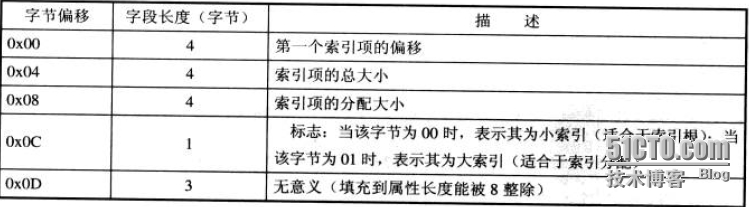 字节偏移 字段长度（字节） 描 述
0x00 4 第一个索引项的偏移
0x04 4 索引项的总大小
0x08 4 索引项的分配大小
0x0C 1 标志：当该字节为 00 时，表示其为小索引（适合于索引根）；当
该字节为 01 时，表示其为大索引（适合于索引分配
0x0D 3 无意义（填充到属性长度能被 8 整除）
51CTO.com
技术博客 Blog